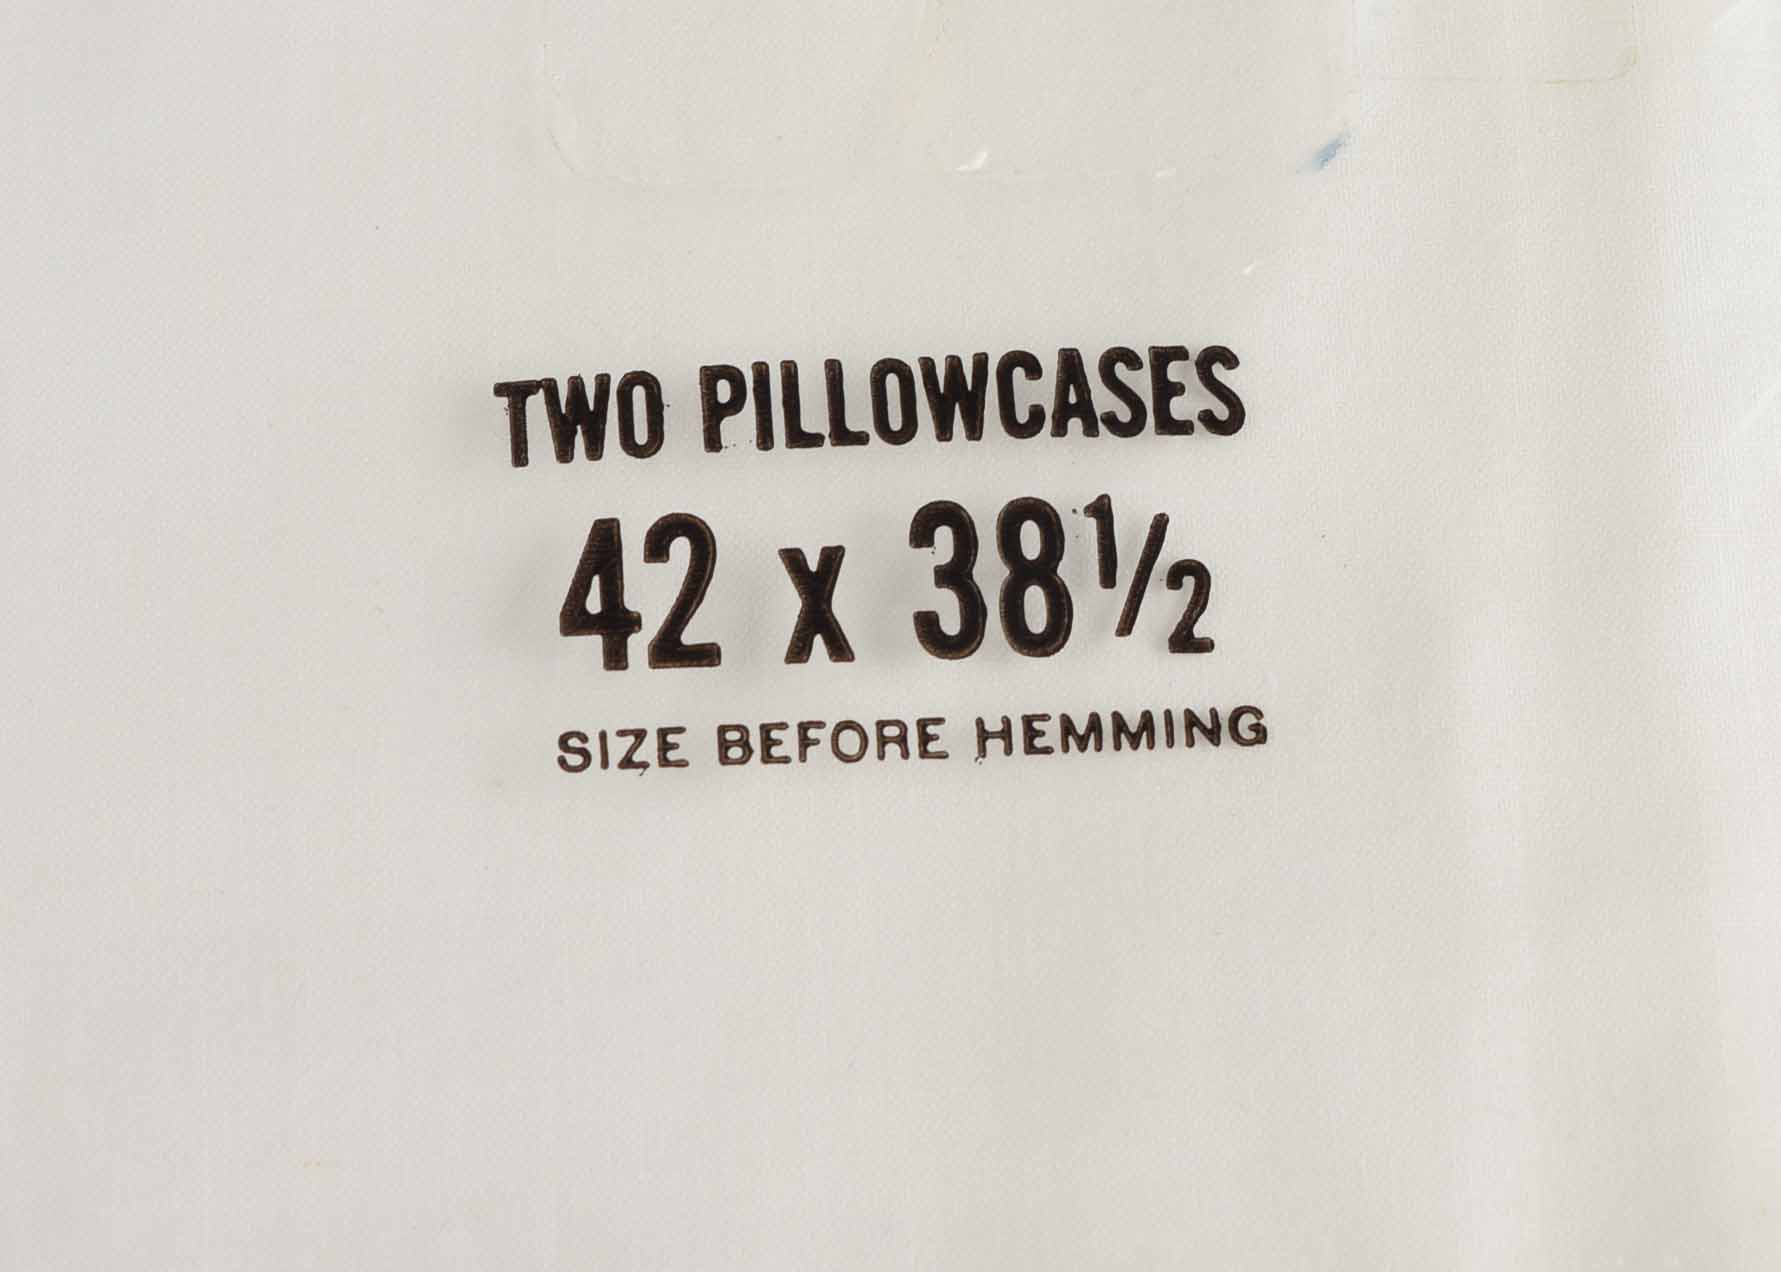 TWO PILLOWCASES
42 x 38½
SIZE BEFORE HEMMING